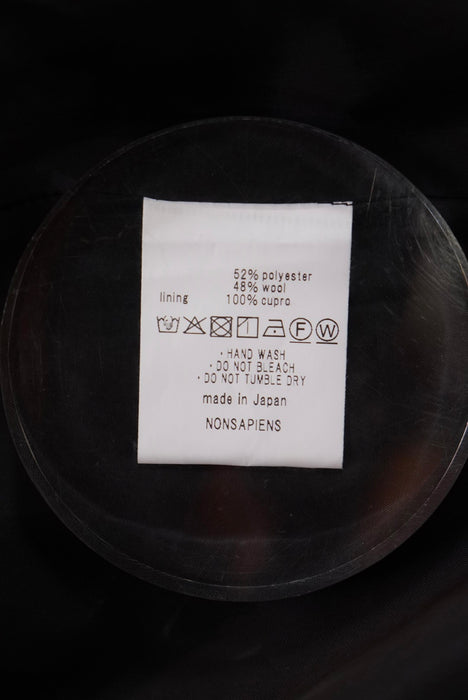 52% polyester
48% wool
lining 100% cupro
F W
· HAND WASH
· DO NOT BLEACH
· DO NOT TUMBLE DRY
made in Japan
NONSAPIENS